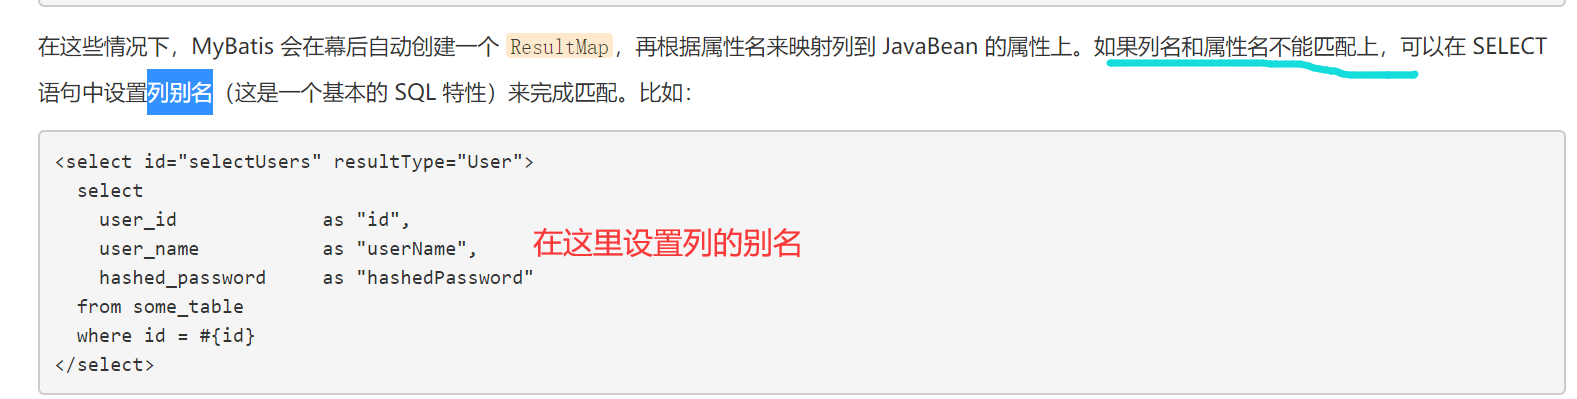 在这些情况下，MyBatis 会在幕后自动创建一个 ResultMap，再根据属性名来映射列到 JavaBean 的属性上。如果列名和属性名不能匹配上，可以在 SELECT
语句中设置列别名（这是一个基本的 SQL 特性）来完成匹配。比如：
<select id="selectUsers" resultType="User">
select
user_id as "id",
user_name as "userName",
在这里设置列的别名
hashed_password as "hashedPassword"
from some_table
where id = #{id}
</select>